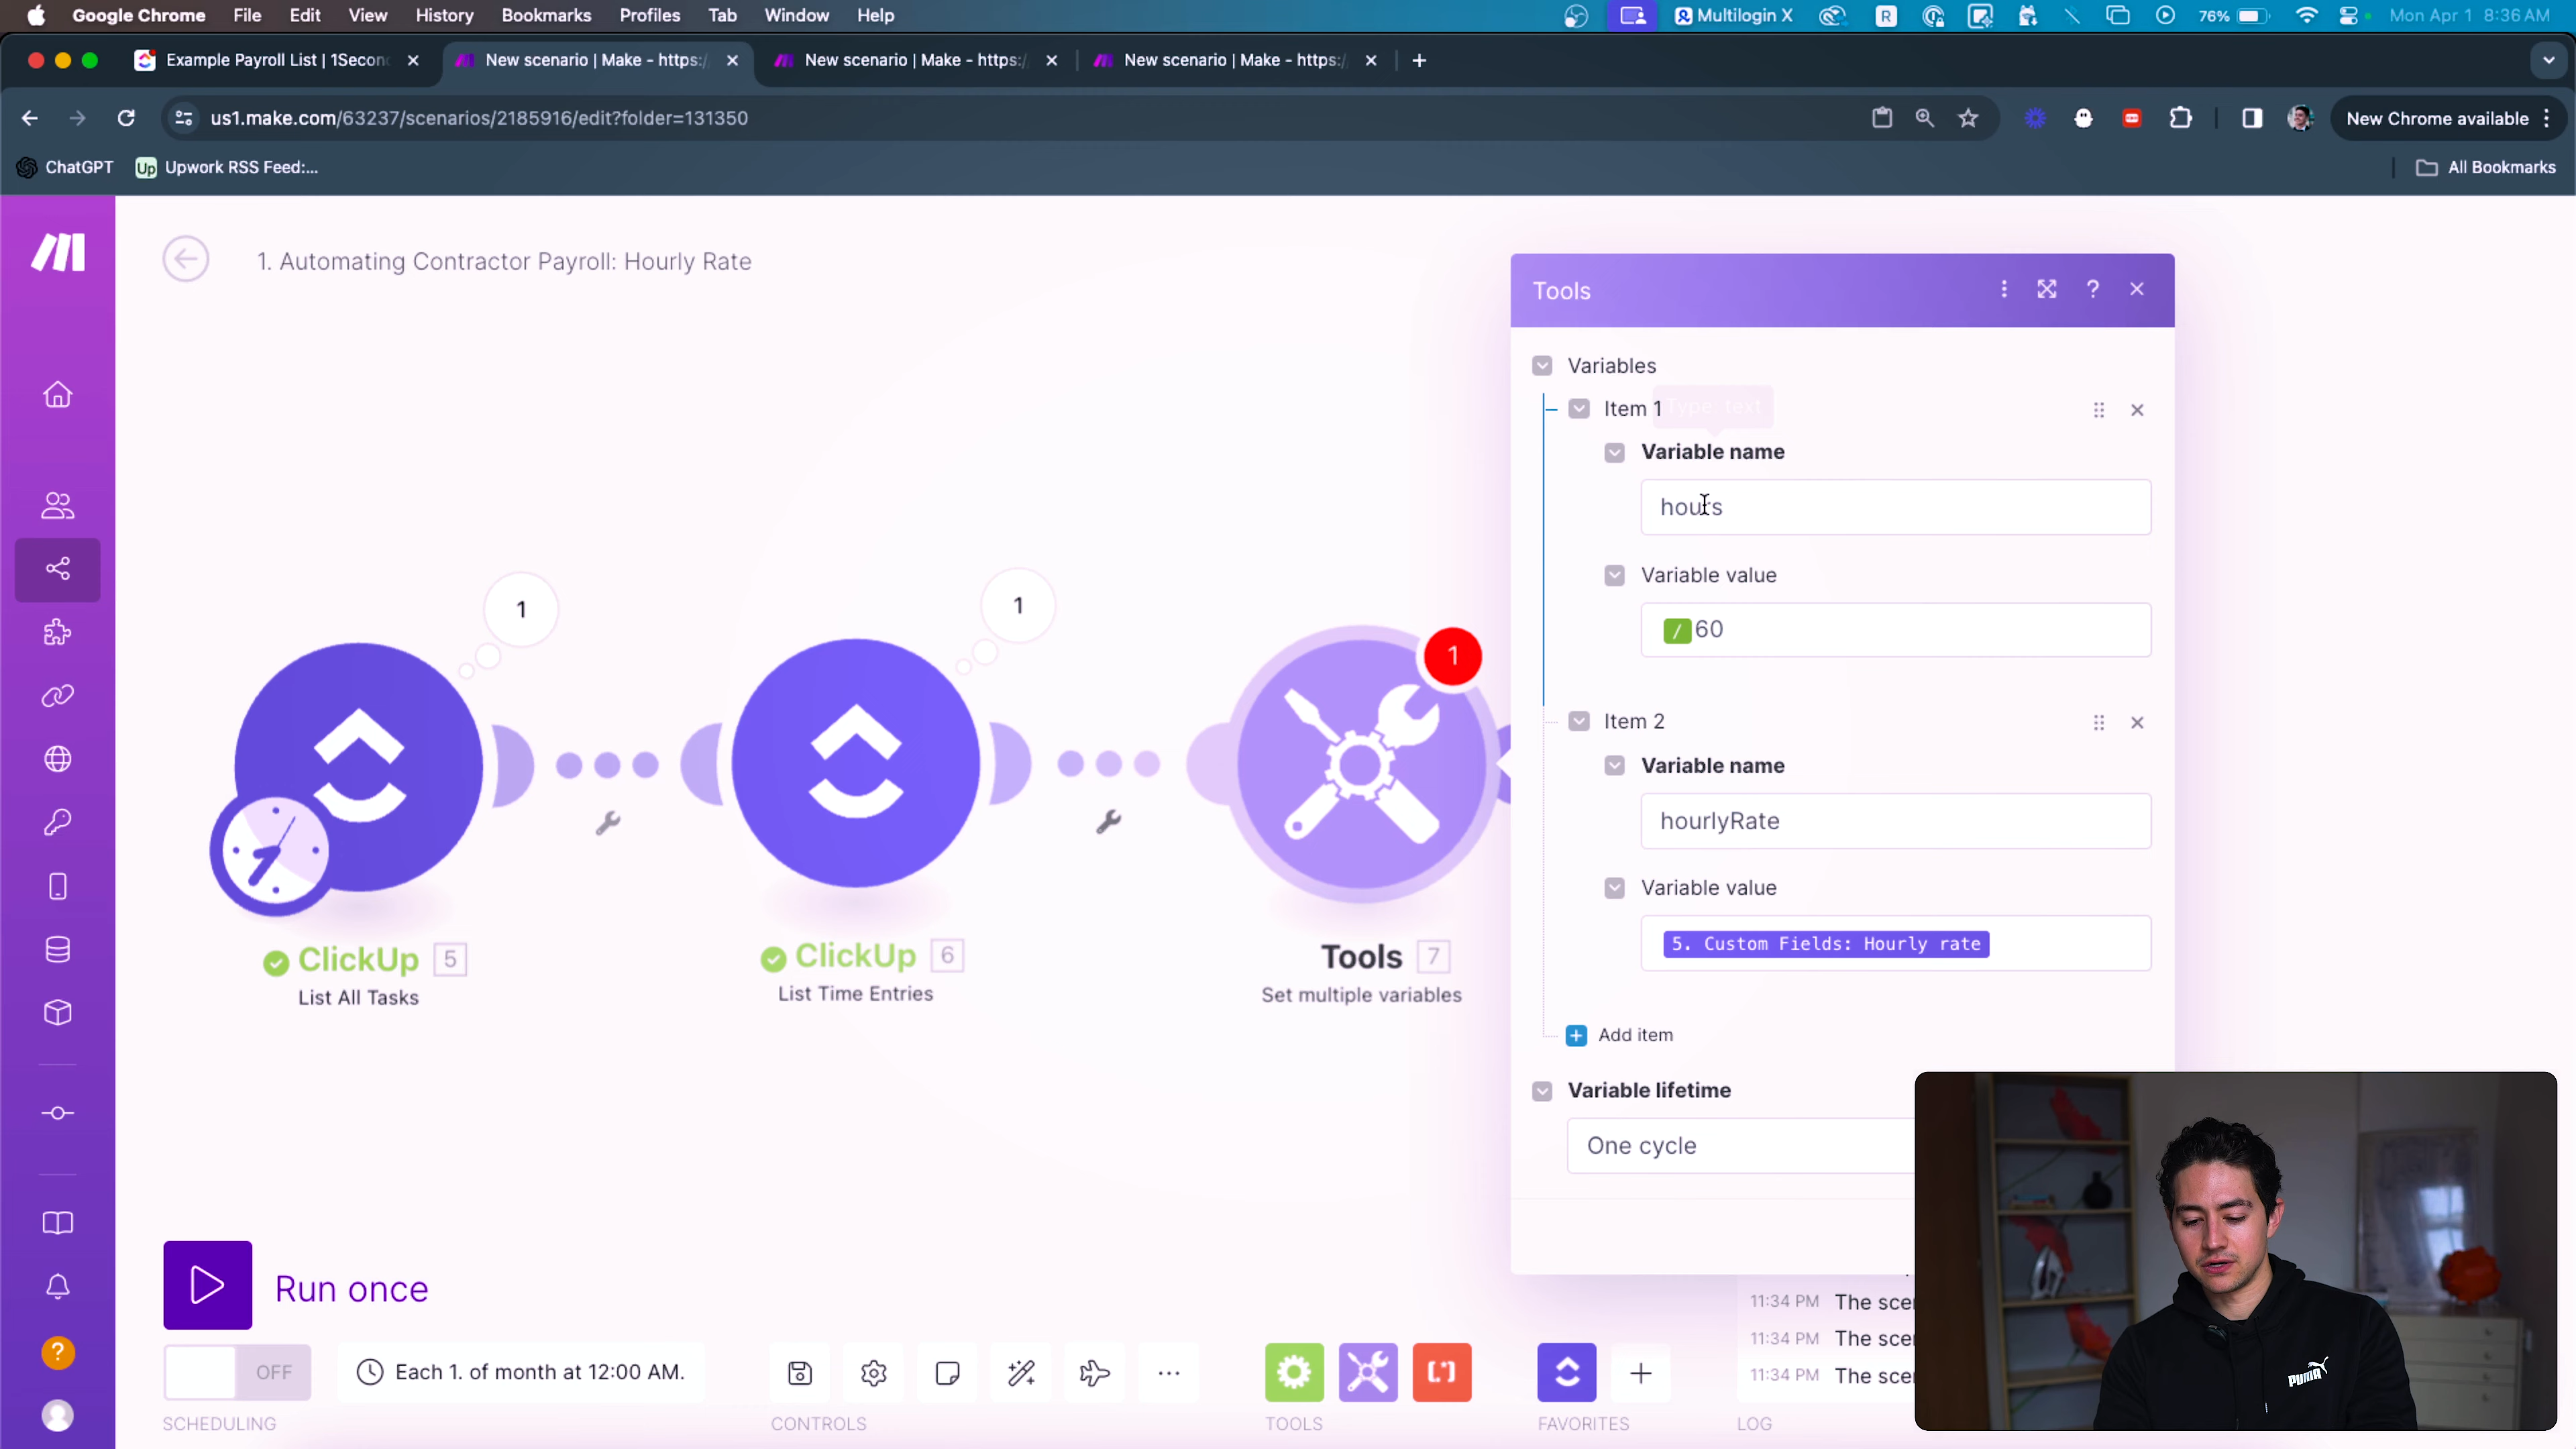 Google Chrome File Edit View History Bookmarks Profiles Tab Window Help
R Multilogin X 76% Mon Apr 1 8:36 AM
Example Payroll List | 1Secon
New scenario | Make - https:/
New scenario | Make - https:/
New scenario | Make - https:/
us1.make.com/63237/scenarios/2185916/edit?folder=131350
New Chrome available
ChatGPT
Up Upwork RSS Feed:...
All Bookmarks
1. Automating Contractor Payroll: Hourly Rate
Tools
Variables
Item 1
Type: text
Variable name
hours
Variable value
/ 60
Item 2
Variable name
hourlyRate
Variable value
5. Custom Fields: Hourly rate
Add item
Variable lifetime
One cycle
1
1
1
ClickUp 5
List All Tasks
ClickUp 6
List Time Entries
Tools 7
Set multiple variables
Run once
OFF
Each 1. of month at 12:00 AM.
SCHEDULING
CONTROLS
TOOLS
FAVORITES
LOG
11:34 PM The scen
11:34 PM The scen
11:34 PM The scen
PUMA